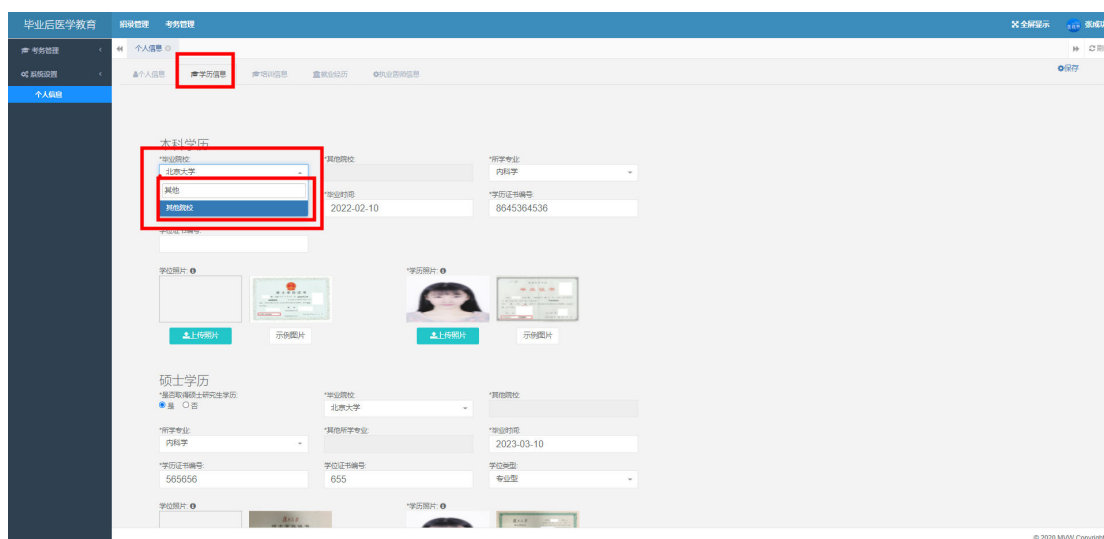 毕业后医学教育 招录管理 考务管理 全屏显示 张成功
考务管理 个人信息
系统设置 个人信息 学历信息 培训信息 就业经历 执业医师信息 保存
个人信息
本科学历
*毕业院校: *其他院校: *所学专业:
北京大学 内科学
其他 *毕业时间: *学历证书编号:
其他院校 2022-02-10 8645364536
学位证书编号:
学位照片: *学历照片:
上传照片 示例图片 上传照片 示例图片
硕士学历
*是否取得硕士研究生学历: *毕业院校: *其他院校:
是 否 北京大学
*所学专业: *其他所学专业: *毕业时间:
内科学 2023-03-10
*学历证书编号: 学位证书编号: 学位类型:
565656 655 专业型
学位照片: *学历照片:
© 2020 MVW Copyright